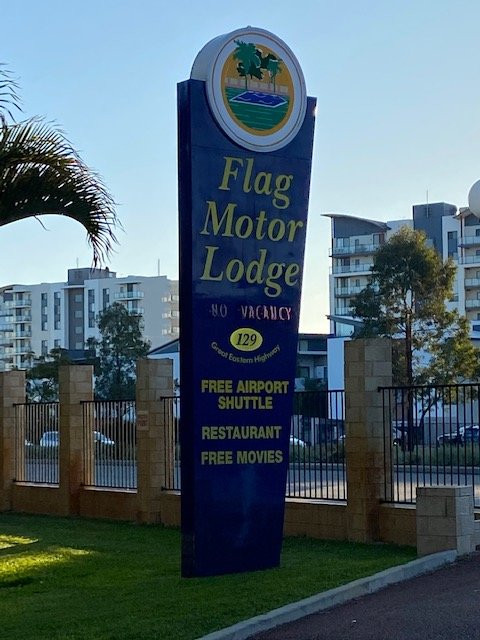 Flag
Motor
Lodge
NO VACANCY
129
Great Eastern Highway
FREE AIRPORT
SHUTTLE
RESTAURANT
FREE MOVIES